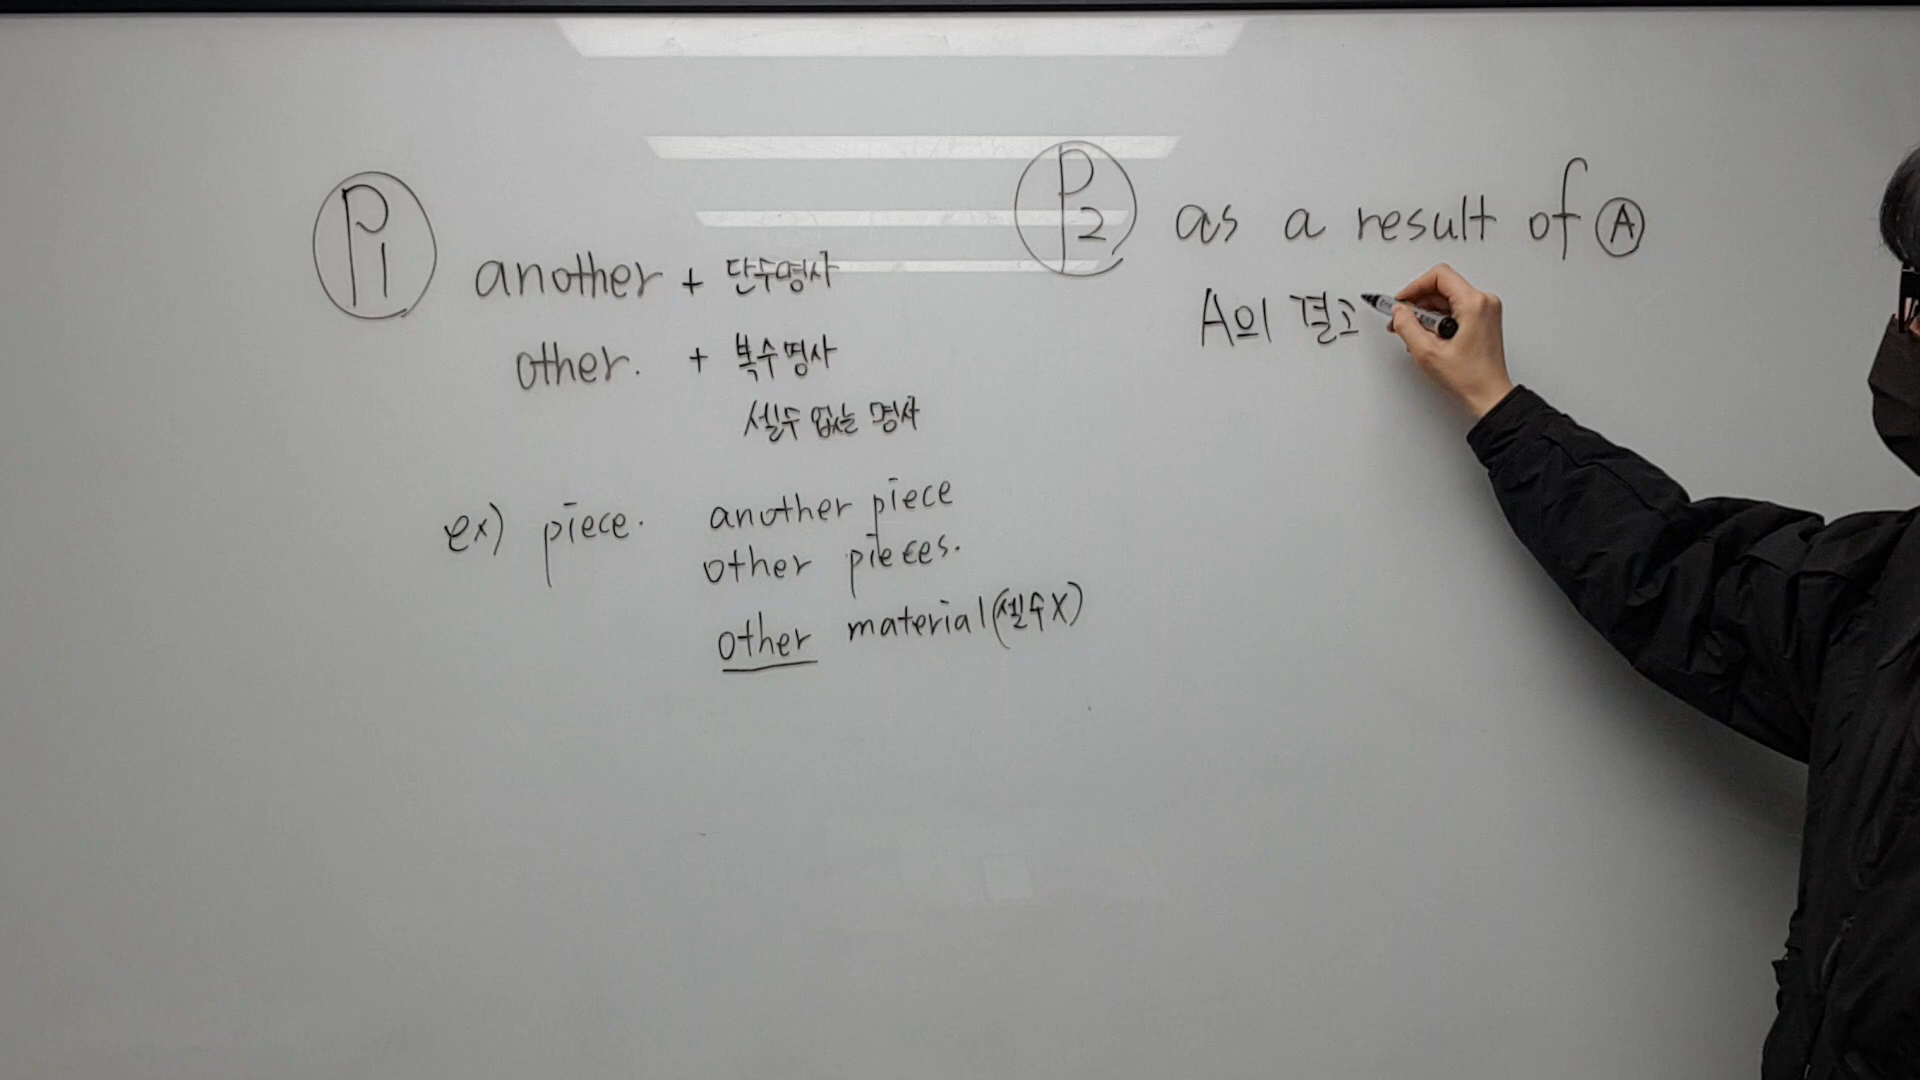 P1
another + 단수명사
other. + 복수명사
셀수 없는 명사
ex) piece. another piece
other pieces.
other material(셀수X)
P2 as a result of Ⓐ
A의 결고